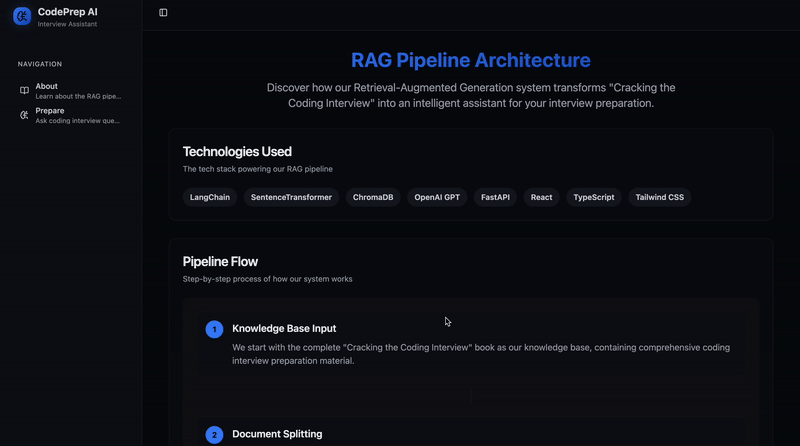 CodePrep AI
Interview Assistant
NAVIGATION
About
Learn about the RAG pipe...
Prepare
Ask coding interview que...
RAG Pipeline Architecture
Discover how our Retrieval-Augmented Generation system transforms "Cracking the
Coding Interview" into an intelligent assistant for your interview preparation.
Technologies Used
The tech stack powering our RAG pipeline
LangChain SentenceTransformer ChromaDB OpenAI GPT FastAPI React TypeScript Tailwind CSS
Pipeline Flow
Step-by-step process of how our system works
1 Knowledge Base Input
We start with the complete "Cracking the Coding Interview" book as our knowledge base, containing comprehensive coding
interview preparation material.
2 Document Splitting